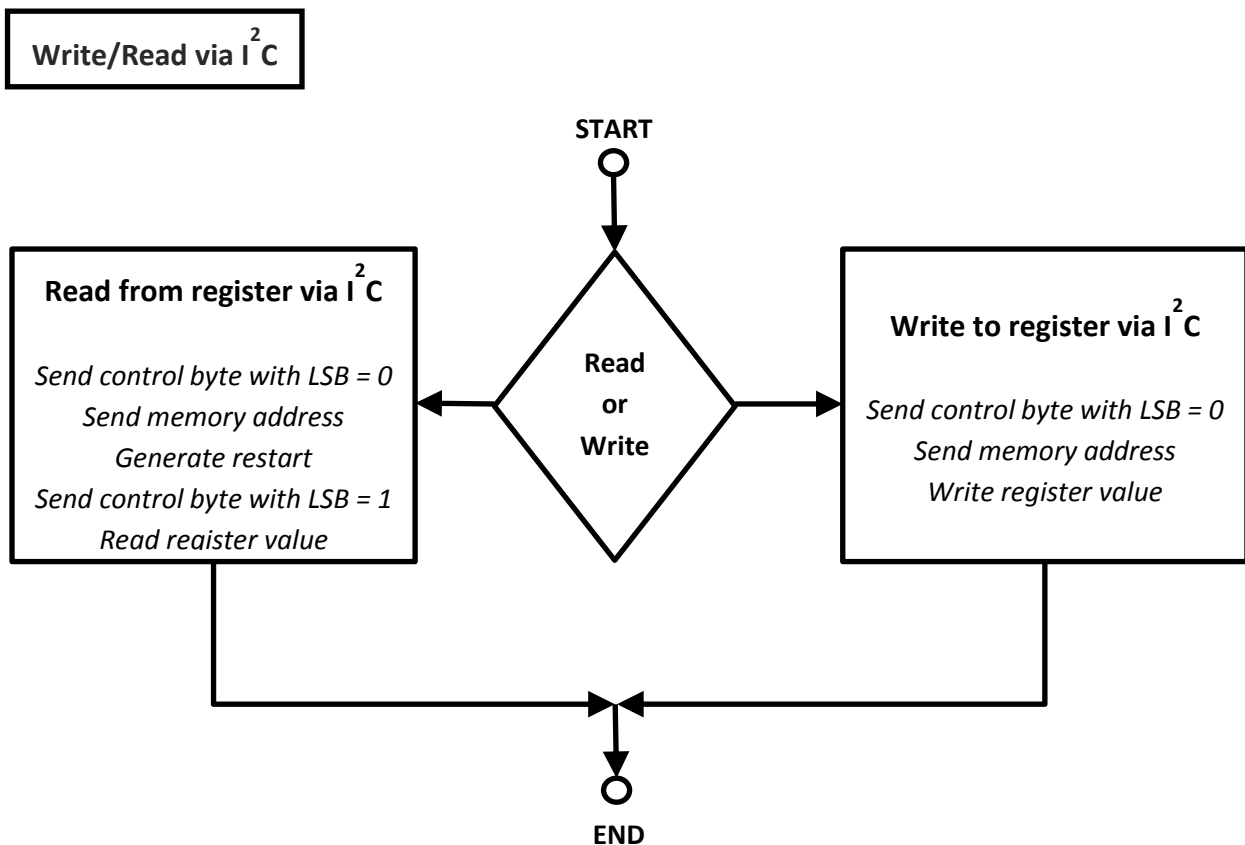 Write/Read via I²C
START
Read from register via I²C
Send control byte with LSB = 0
Send memory address
Generate restart
Send control byte with LSB = 1
Read register value
Read
or
Write
Write to register via I²C
Send control byte with LSB = 0
Send memory address
Write register value
END